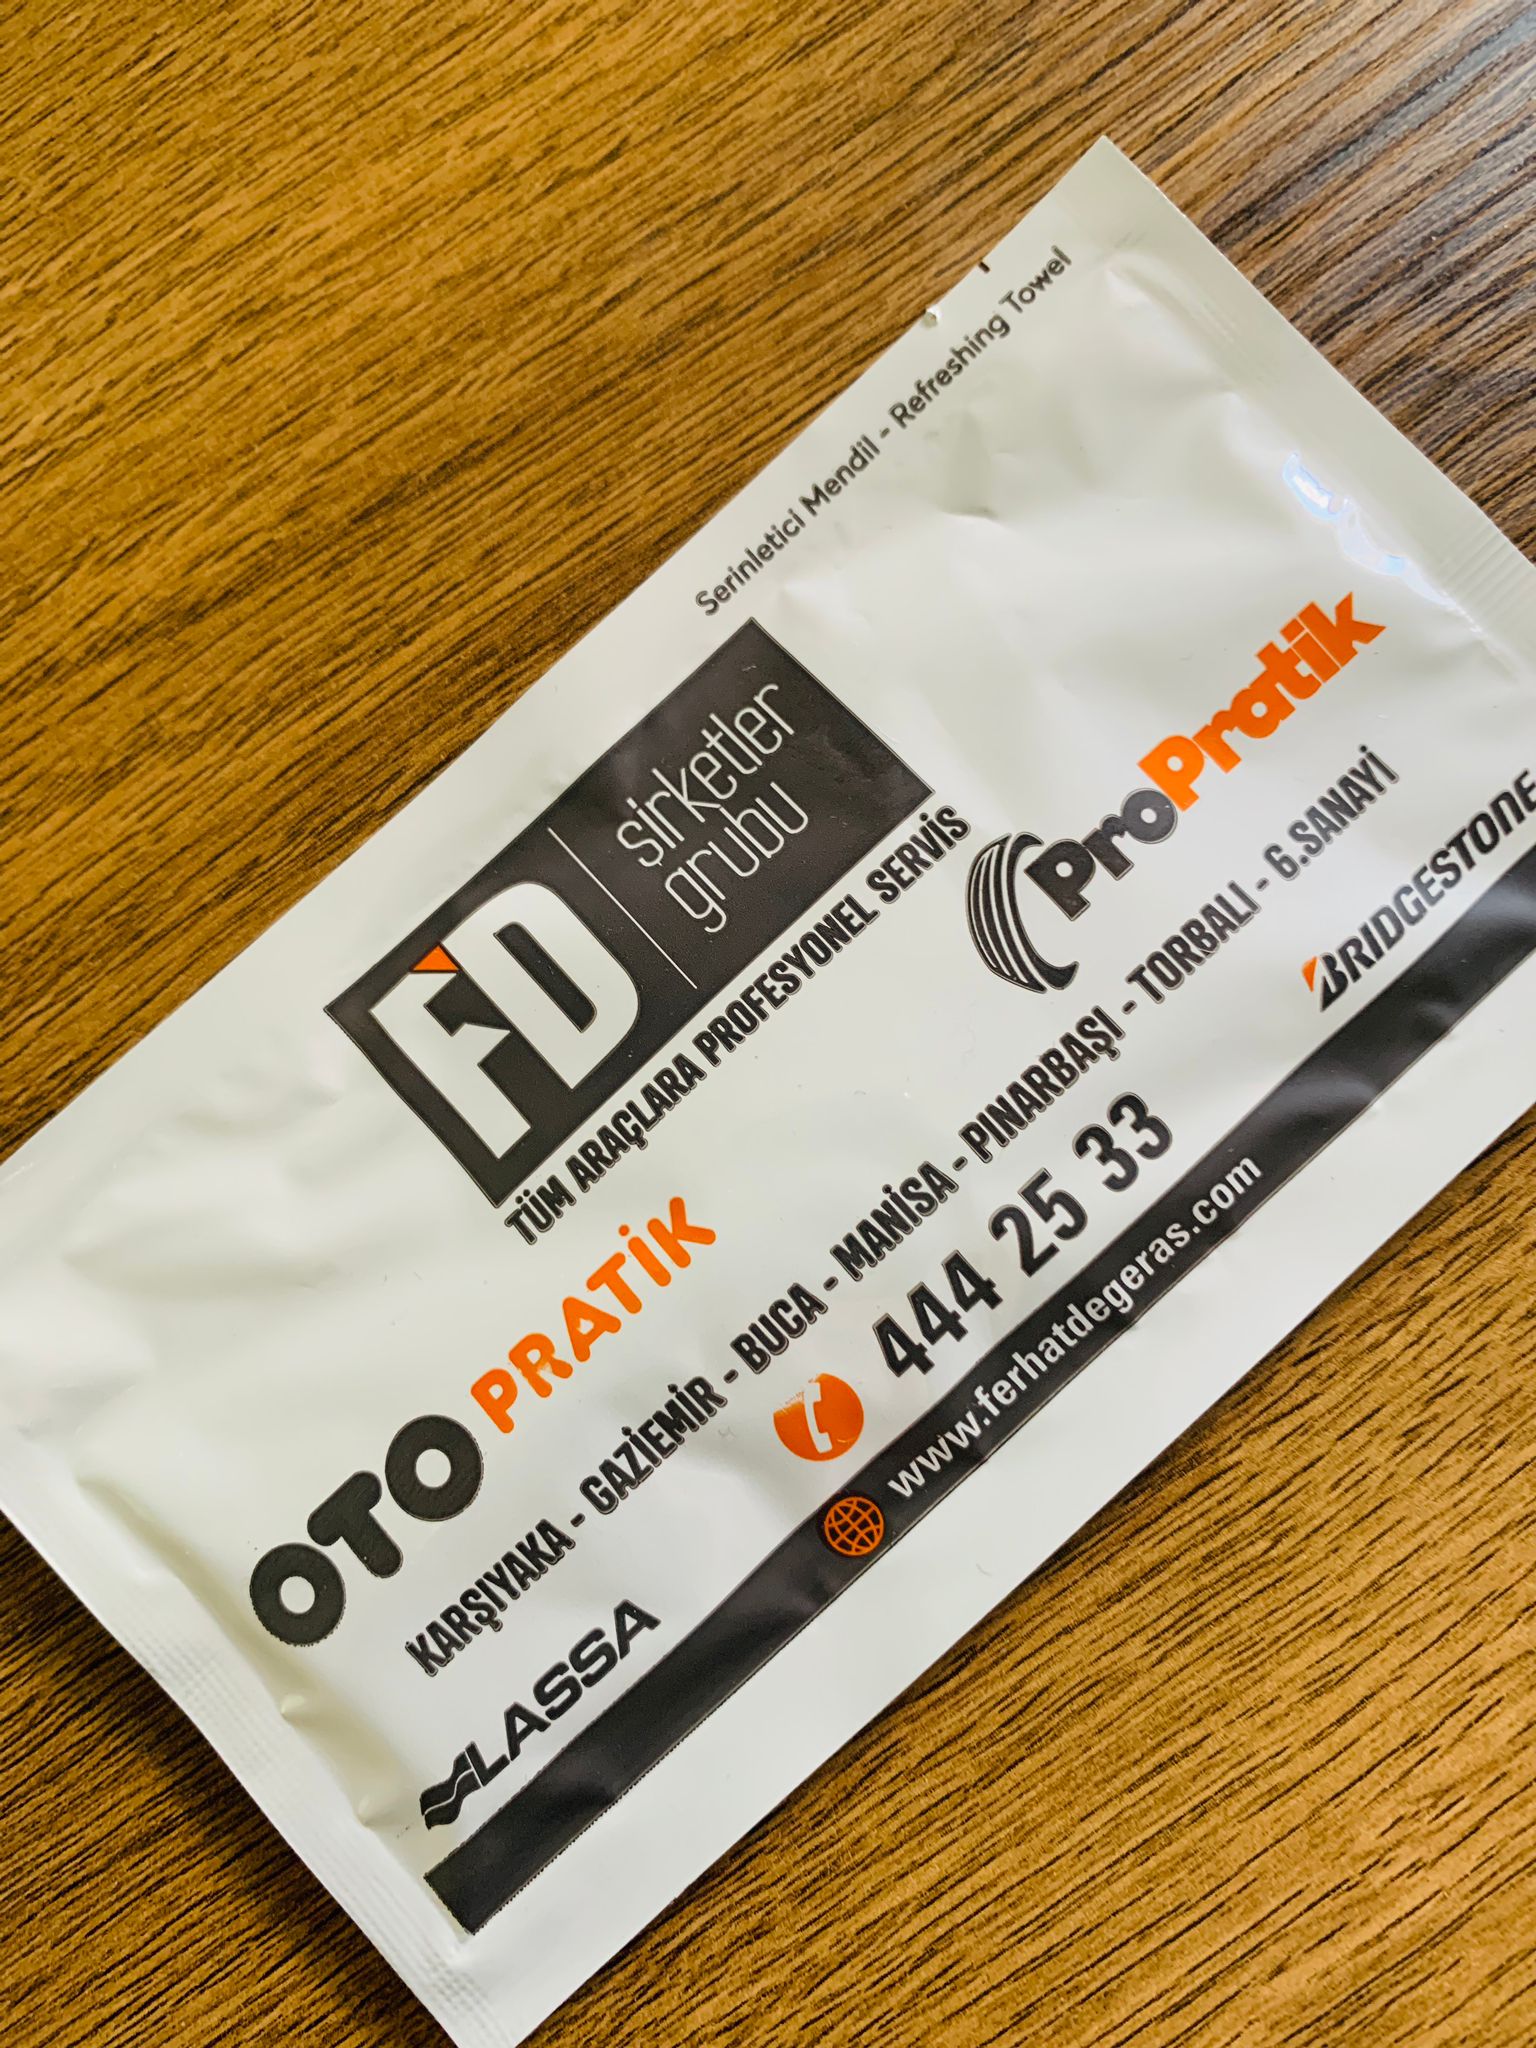 Serinletici Mendil - Refreshing Towel
FD
şirketler
grubu
TÜM ARAÇLARA PROFESYONEL SERVİS
OTO PRATİK
ProPratik
KARŞIYAKA - GAZİEMİR - BUCA - MANİSA - PINARBAŞI - TORBALI - 6.SANAYİ
444 25 33
LASSA
BRIDGESTONE
www.ferhatdegeras.com